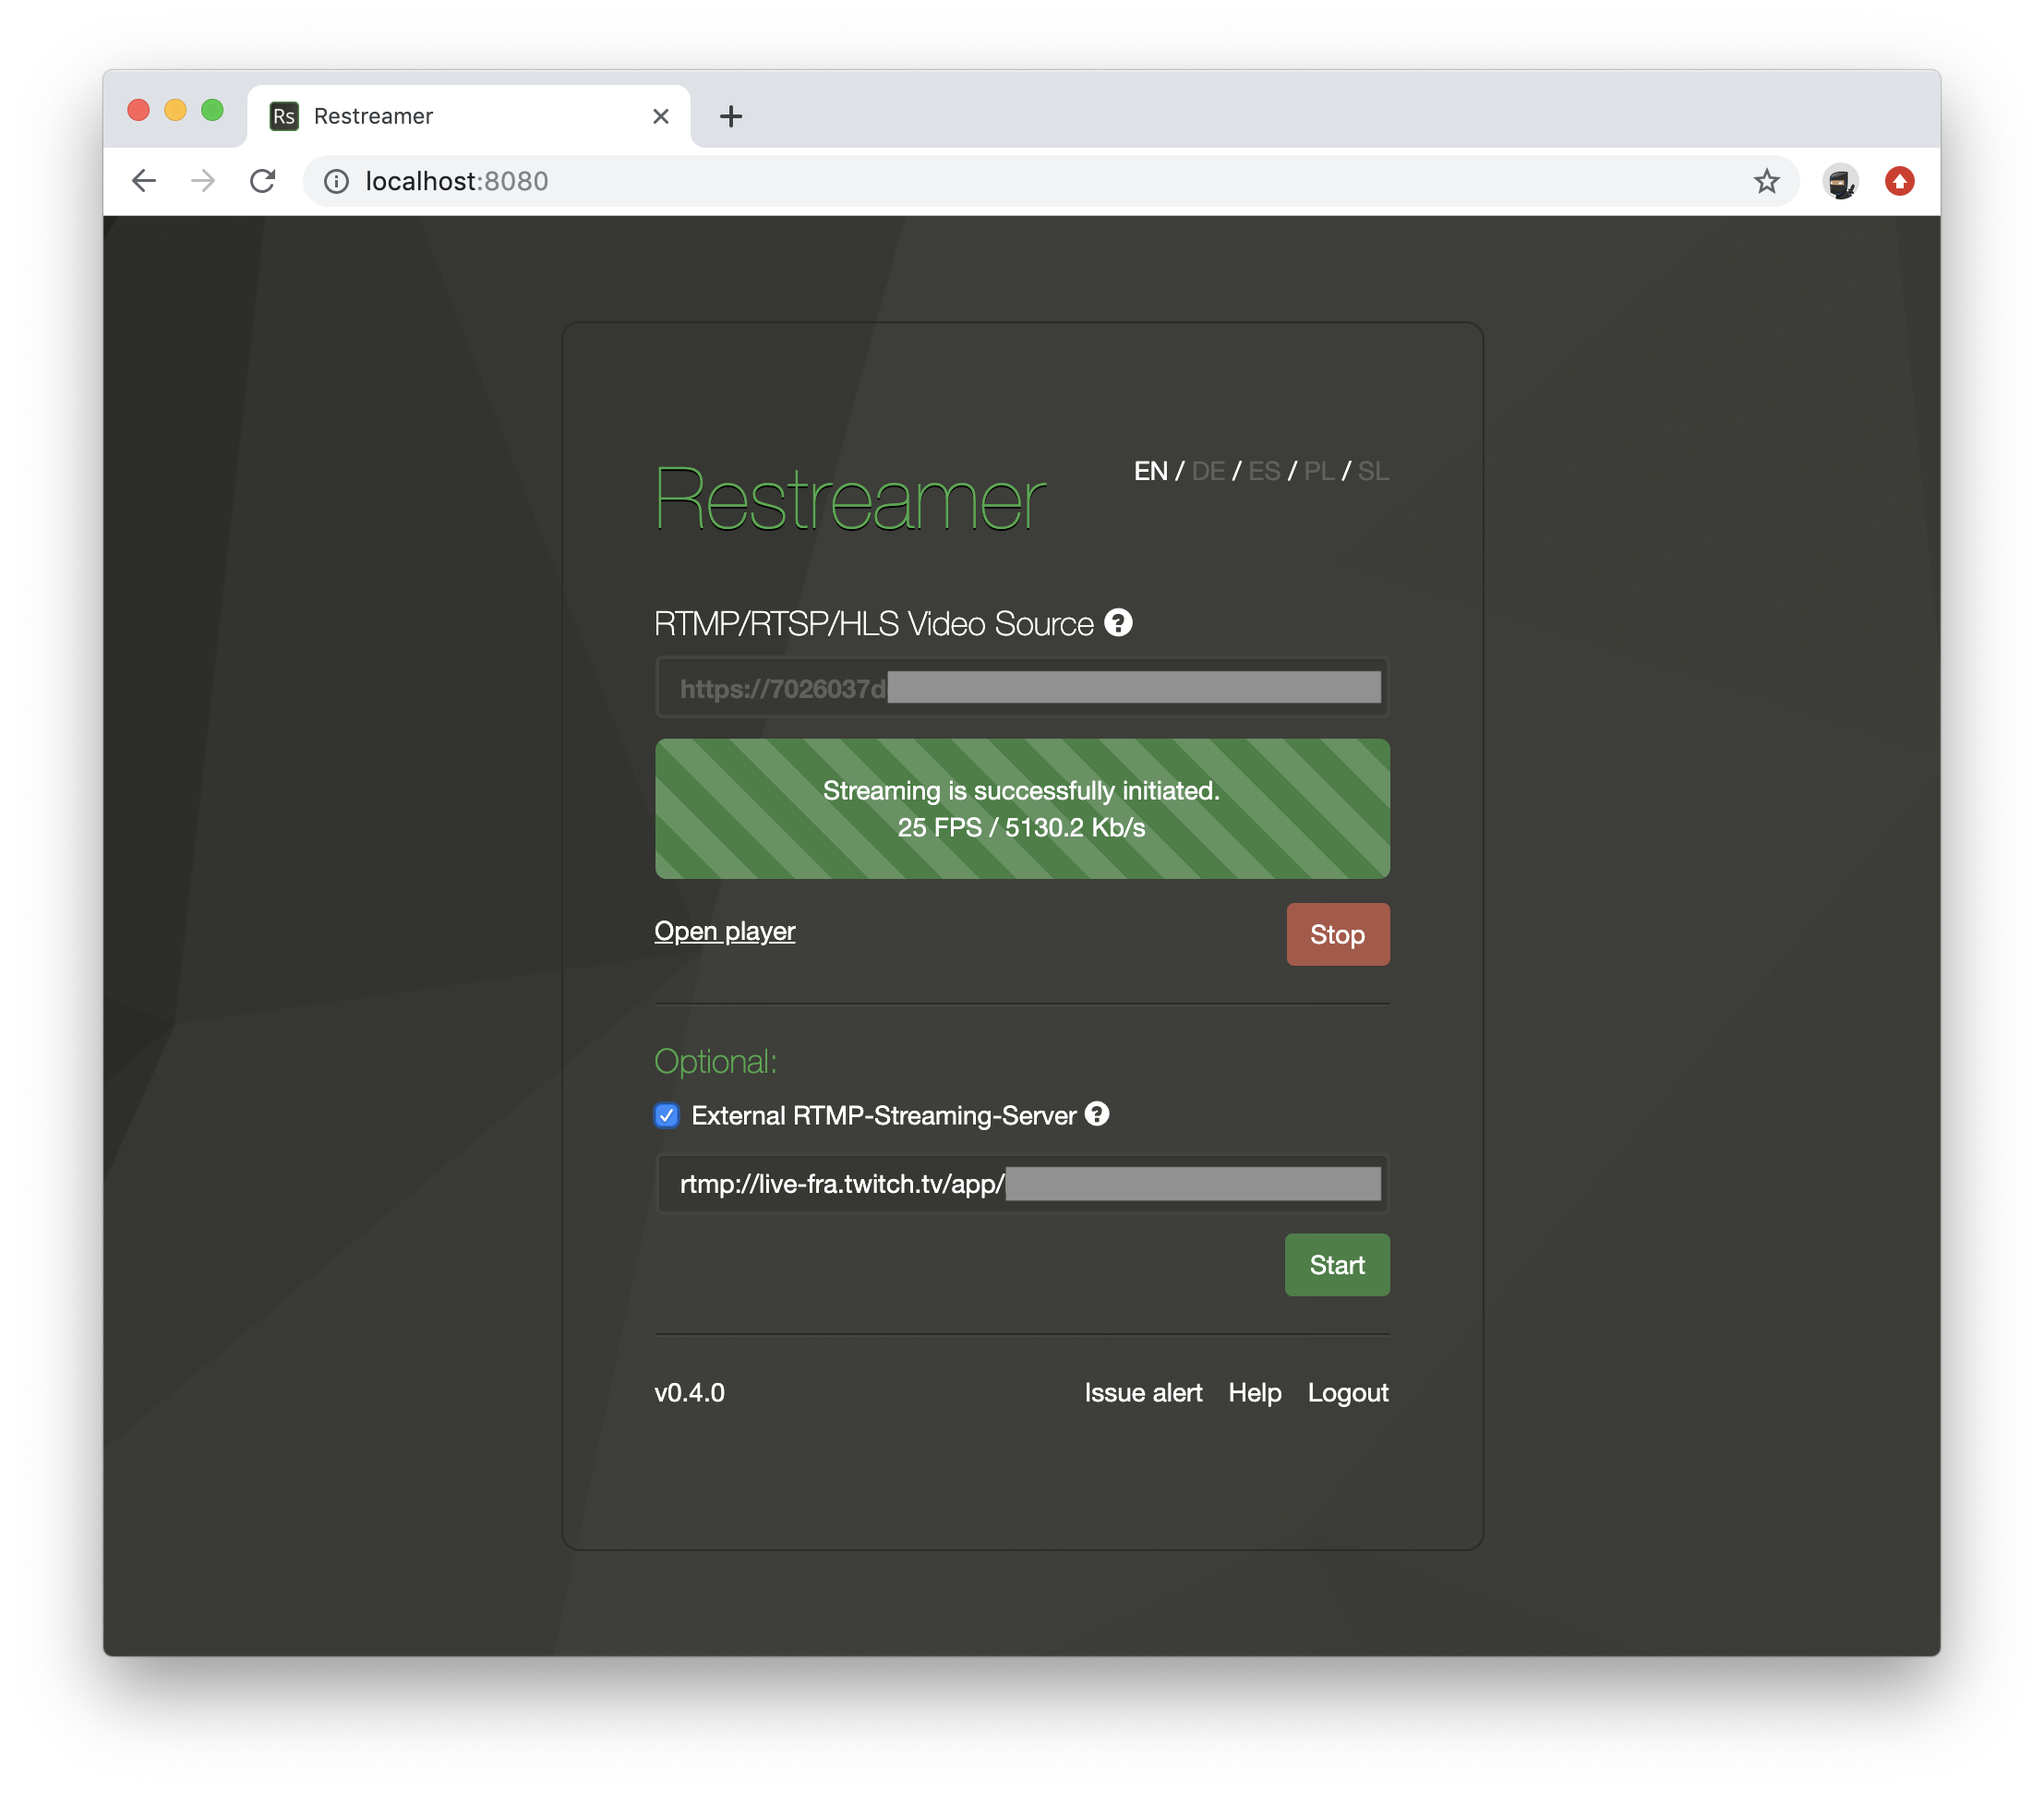 Rs Restreamer
localhost:8080
Restreamer
EN / DE / ES / PL / SL
RTMP/RTSP/HLS Video Source ?
https://7026037d
Streaming is successfully initiated.
25 FPS / 5130.2 Kb/s
Open player
Stop
Optional:
External RTMP-Streaming-Server ?
rtmp://live-fra.twitch.tv/app/
Start
v0.4.0
Issue alert Help Logout